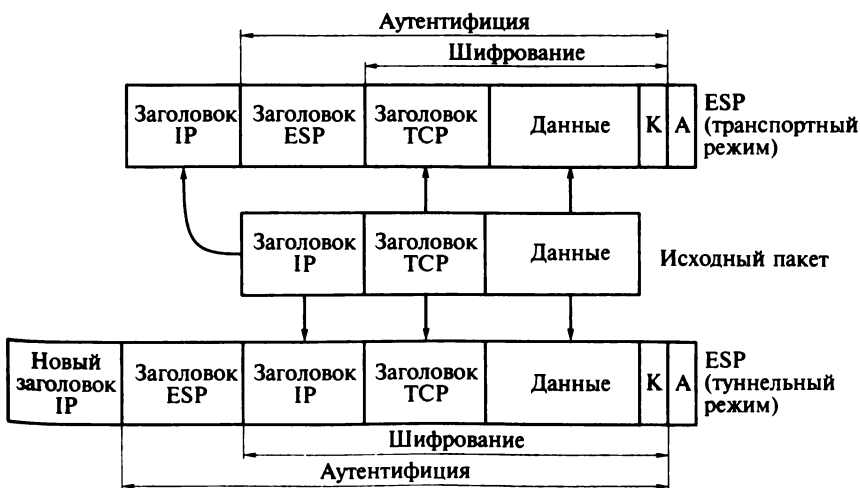 Аутентифиция
Шифрование
Заголовок
IP
Заголовок
ESP
Заголовок
TCP
Данные
К
А
ESP
(транспортный
режим)
Заголовок
IP
Заголовок
TCP
Данные
Исходный пакет
Новый
заголовок
IP
Заголовок
ESP
Заголовок
IP
Заголовок
TCP
Данные
К
А
ESP
(туннельный
режим)
Шифрование
Аутентифиция